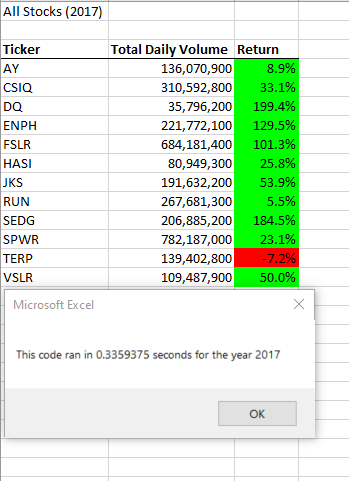 All Stocks (2017)
Ticker Total Daily Volume Return
AY 136,070,900 8.9%
CSIQ 310,592,800 33.1%
DQ 35,796,200 199.4%
ENPH 221,772,100 129.5%
FSLR 684,181,400 101.3%
HASI 80,949,300 25.8%
JKS 191,632,200 53.9%
RUN 267,681,300 5.5%
SEDG 206,885,200 184.5%
SPWR 782,187,000 23.1%
TERP 139,402,800 -7.2%
VSLR 109,487,900 50.0%
Microsoft Excel
This code ran in 0.3359375 seconds for the year 2017
OK